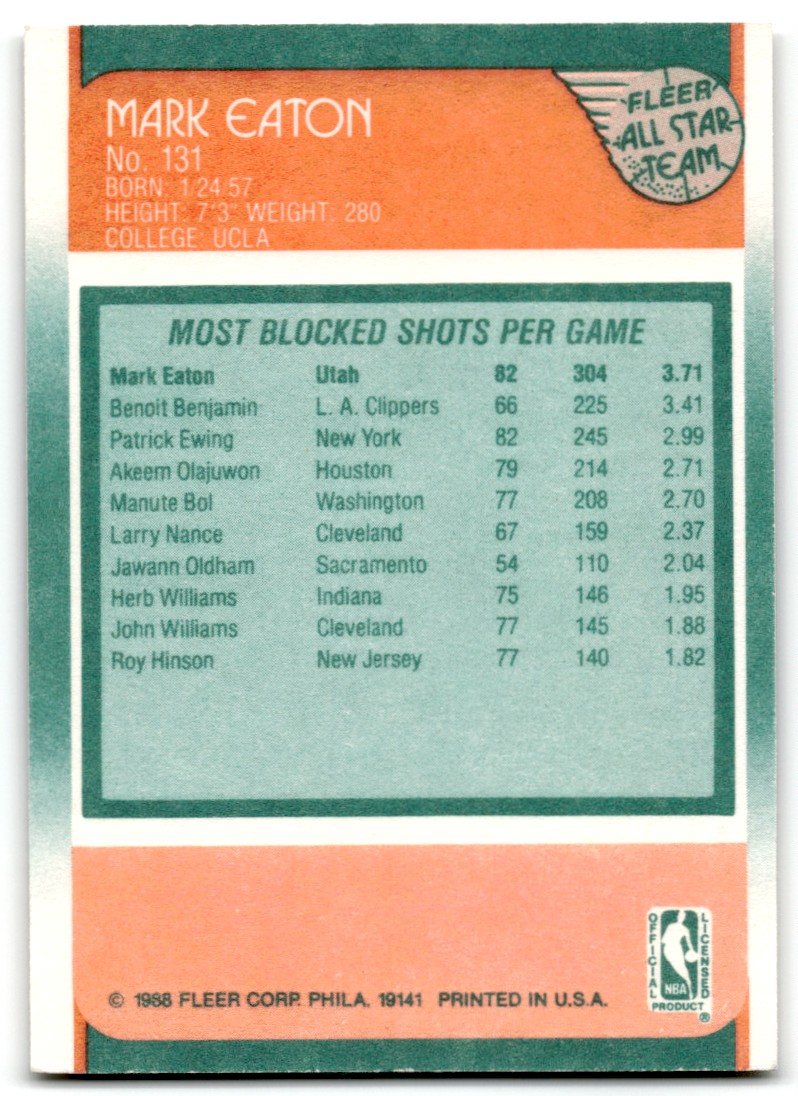 MARK EATON
No. 131
BORN: 1·24·57
HEIGHT: 7'3" WEIGHT: 280
COLLEGE: UCLA
FLEER
ALL STAR
TEAM
MOST BLOCKED SHOTS PER GAME
Mark Eaton Utah 82 304 3.71
Benoit Benjamin L. A. Clippers 66 225 3.41
Patrick Ewing New York 82 245 2.99
Akeem Olajuwon Houston 79 214 2.71
Manute Bol Washington 77 208 2.70
Larry Nance Cleveland 67 159 2.37
Jawann Oldham Sacramento 54 110 2.04
Herb Williams Indiana 75 146 1.95
John Williams Cleveland 77 145 1.88
Roy Hinson New Jersey 77 140 1.82
OFFICIAL
LICENSED
NBA
PRODUCT
®
© 1988 FLEER CORP. PHILA. 19141 PRINTED IN U.S.A.